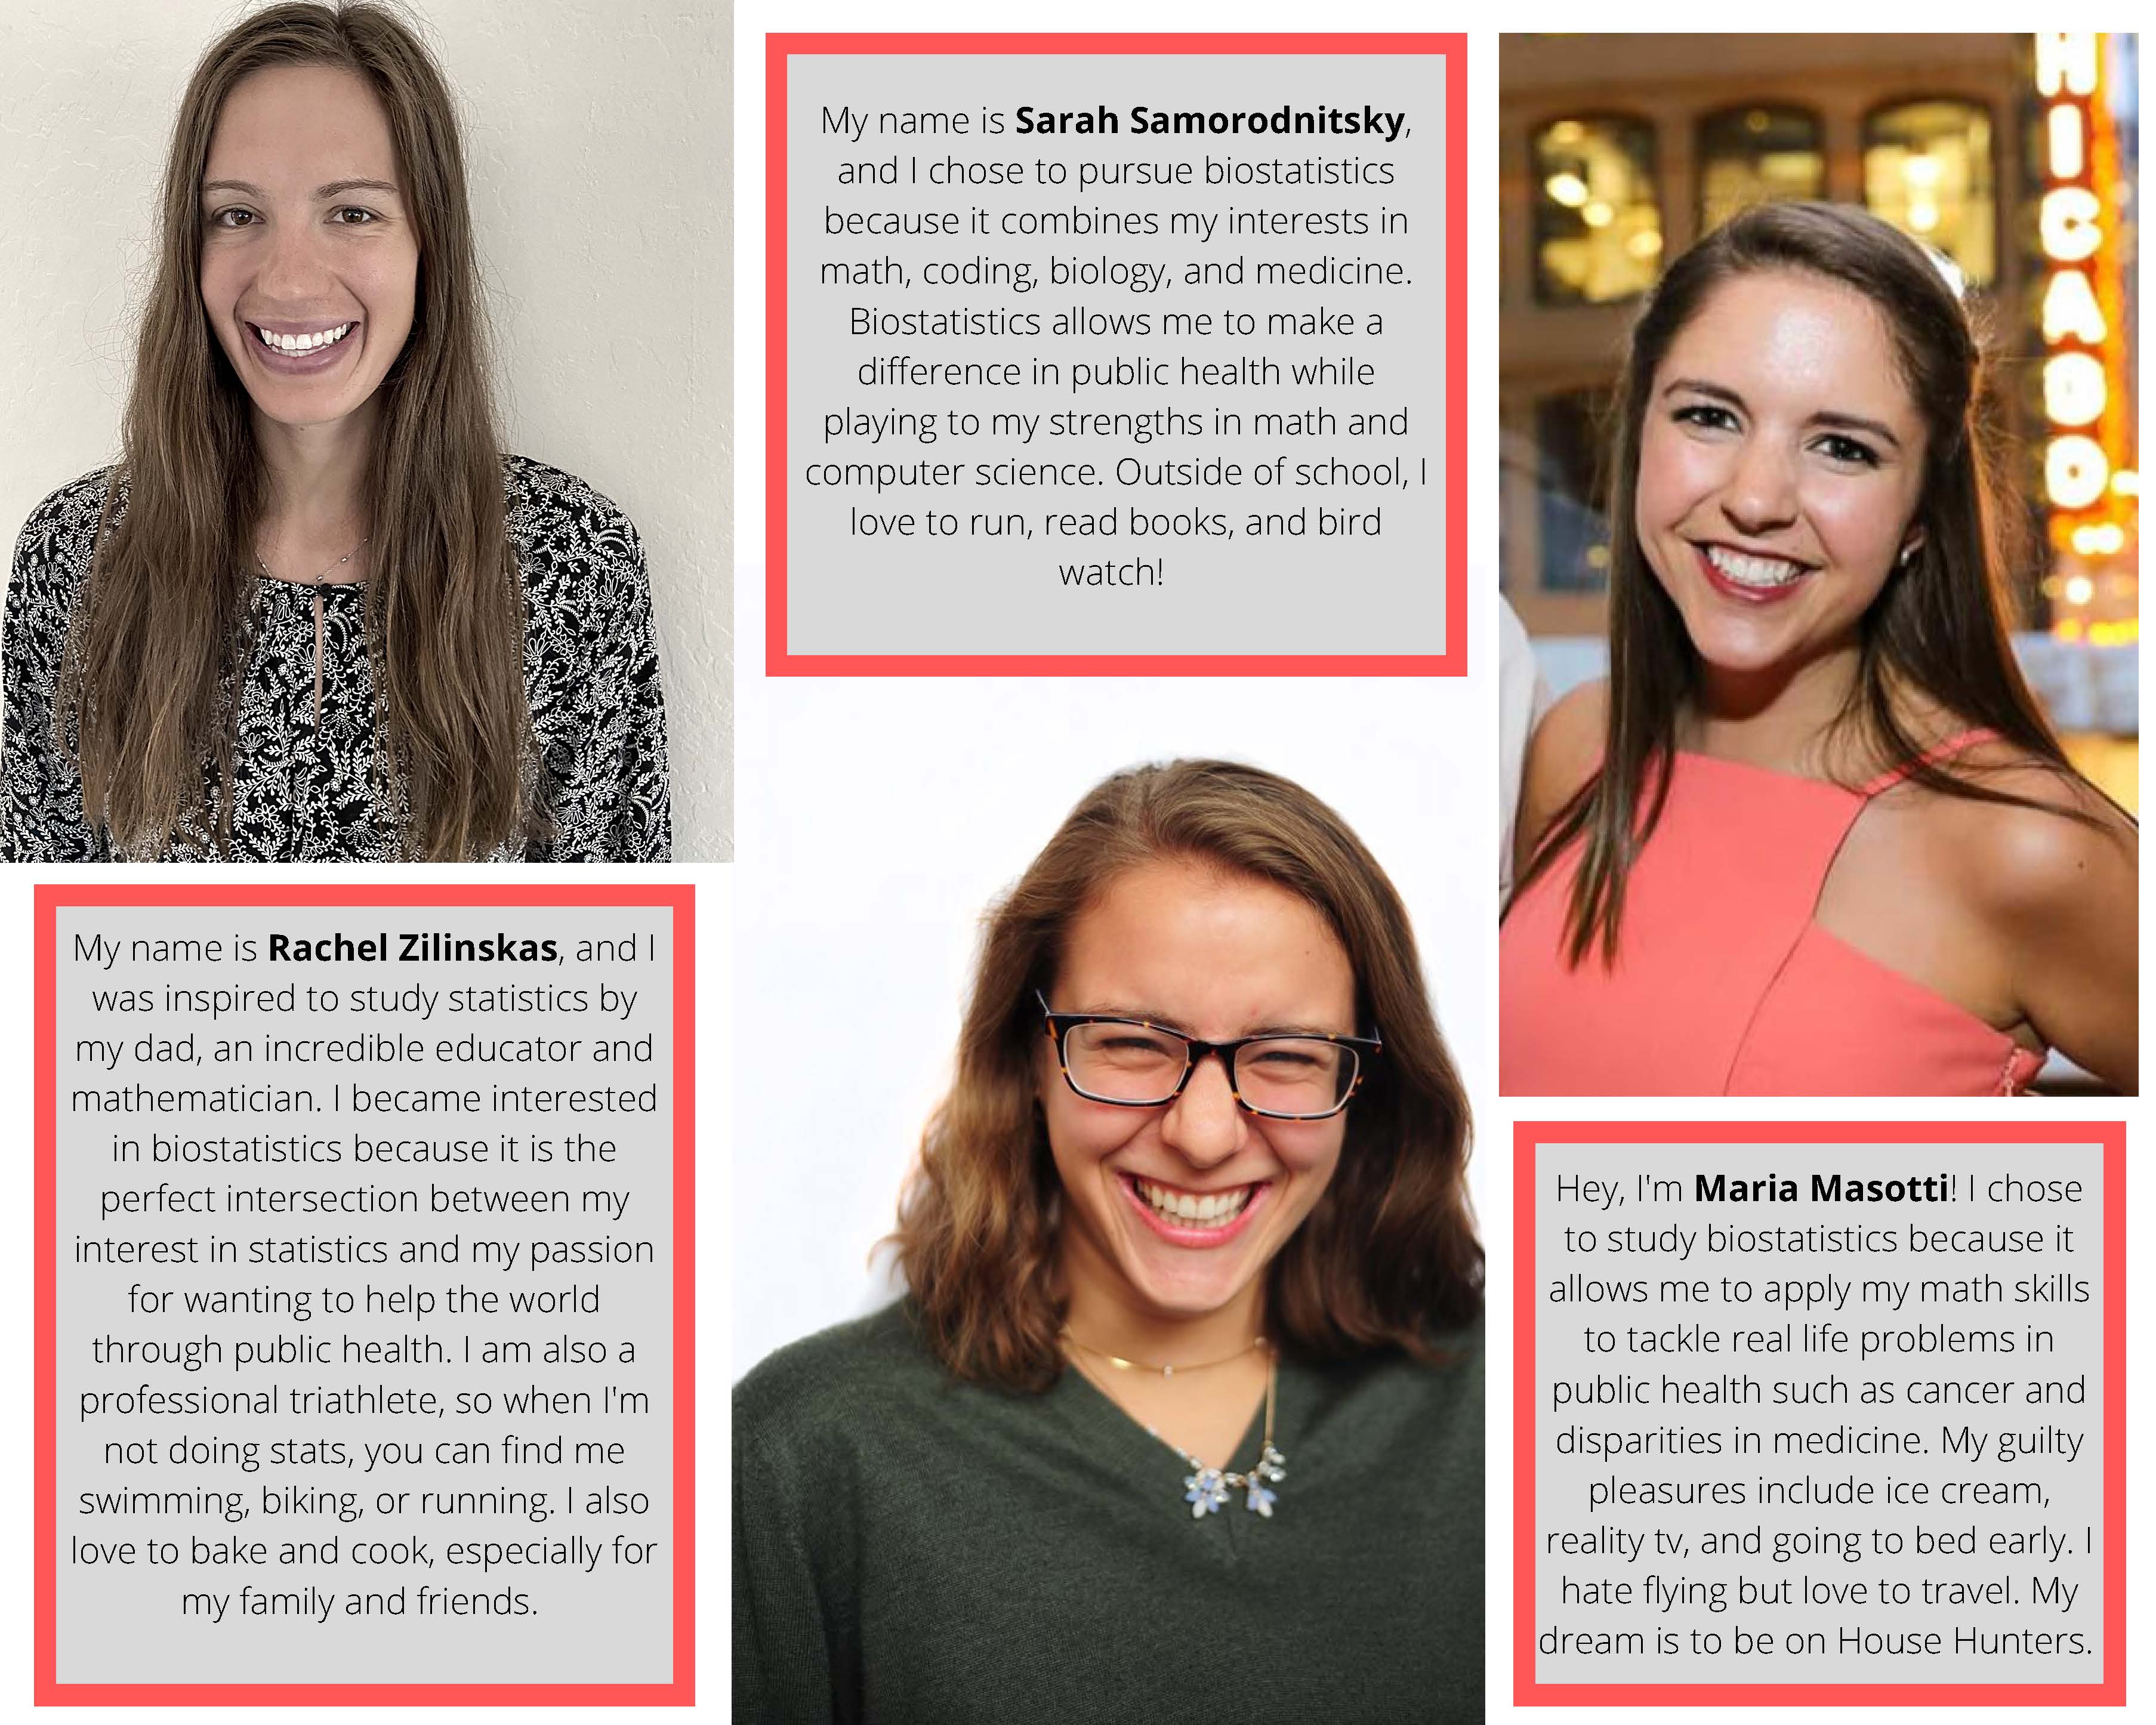 My name is Sarah Samorodnitsky,
and I chose to pursue biostatistics
because it combines my interests in
math, coding, biology, and medicine.
Biostatistics allows me to make a
difference in public health while
playing to my strengths in math and
computer science. Outside of school, I
love to run, read books, and bird
watch!
HICAGO
My name is Rachel Zilinskas, and I
was inspired to study statistics by
my dad, an incredible educator and
mathematician. I became interested
in biostatistics because it is the
perfect intersection between my
interest in statistics and my passion
for wanting to help the world
through public health. I am also a
professional triathlete, so when I'm
not doing stats, you can find me
swimming, biking, or running. I also
love to bake and cook, especially for
my family and friends.
Hey, I'm Maria Masotti! I chose
to study biostatistics because it
allows me to apply my math skills
to tackle real life problems in
public health such as cancer and
disparities in medicine. My guilty
pleasures include ice cream,
reality tv, and going to bed early. I
hate flying but love to travel. My
dream is to be on House Hunters.